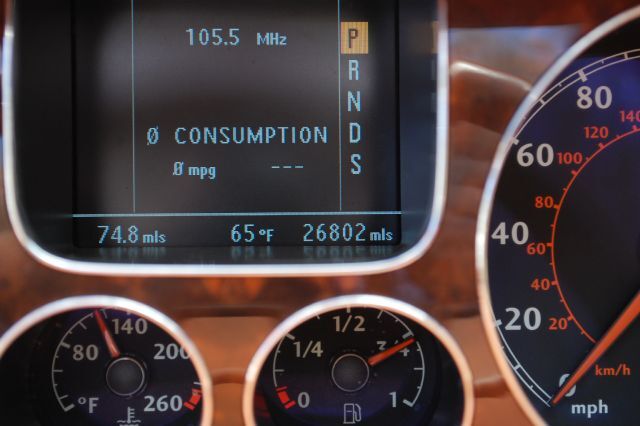 105.5 MHz
P
R
N
D
S
Ø CONSUMPTION
Ø mpg ---
74.8 mls 65°F 26802 mls
80 140 200 260
°F
0 1/4 1/2 3/4 1
0 20 40 60 80
20 40 60 80 100 120 140
km/h
mph